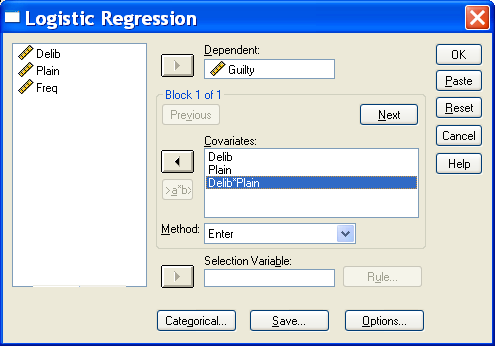 Logistic Regression
Delib
Plain
Freq
Dependent:
Guilty
Block 1 of 1
Previous
Next
Covariates:
Delib
Plain
Delib*Plain
>a*b>
Method:
Enter
Selection Variable:
Rule...
Categorical...
Save...
Options...
OK
Paste
Reset
Cancel
Help